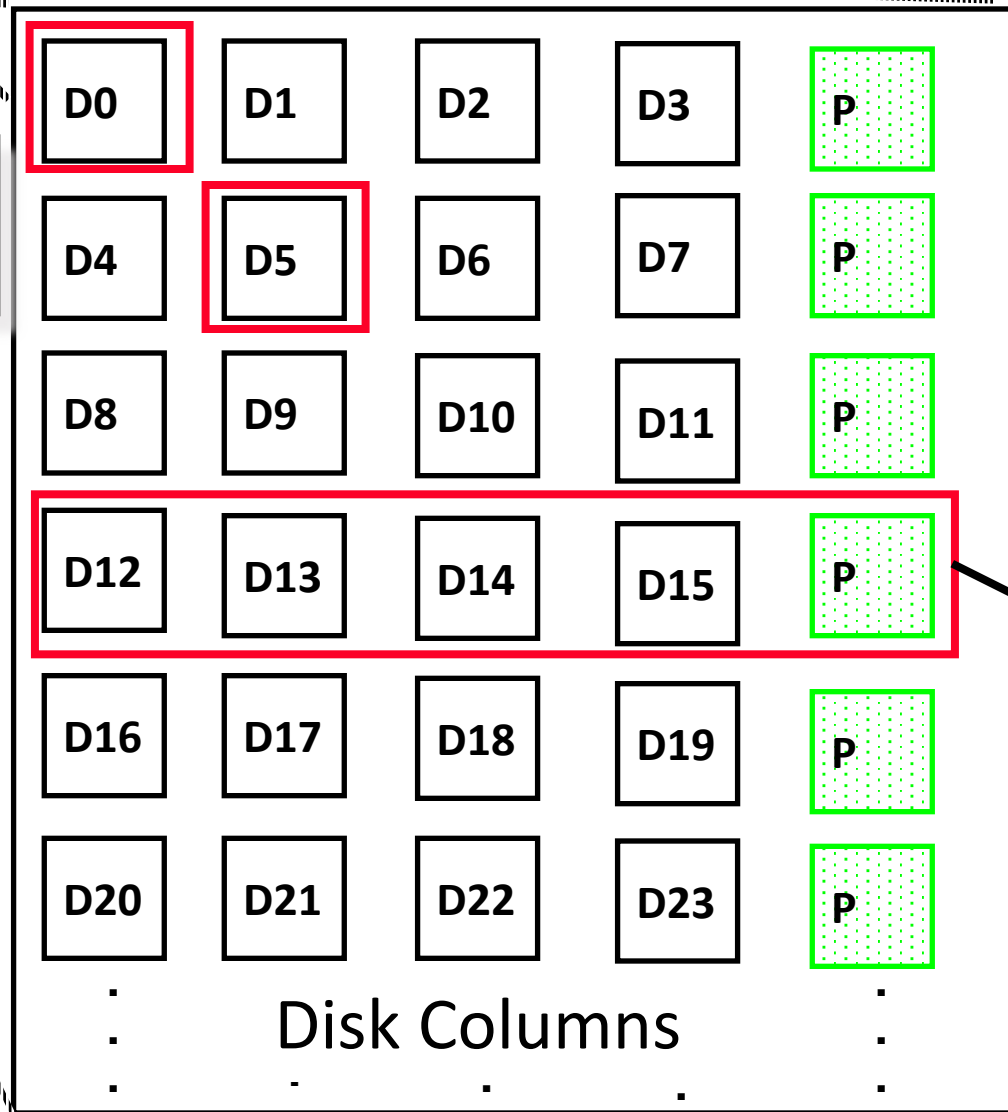 D0 D1 D2 D3 P
D4 D5 D6 D7 P
D8 D9 D10 D11 P
D12 D13 D14 D15 P
D16 D17 D18 D19 P
D20 D21 D22 D23 P
Disk Columns